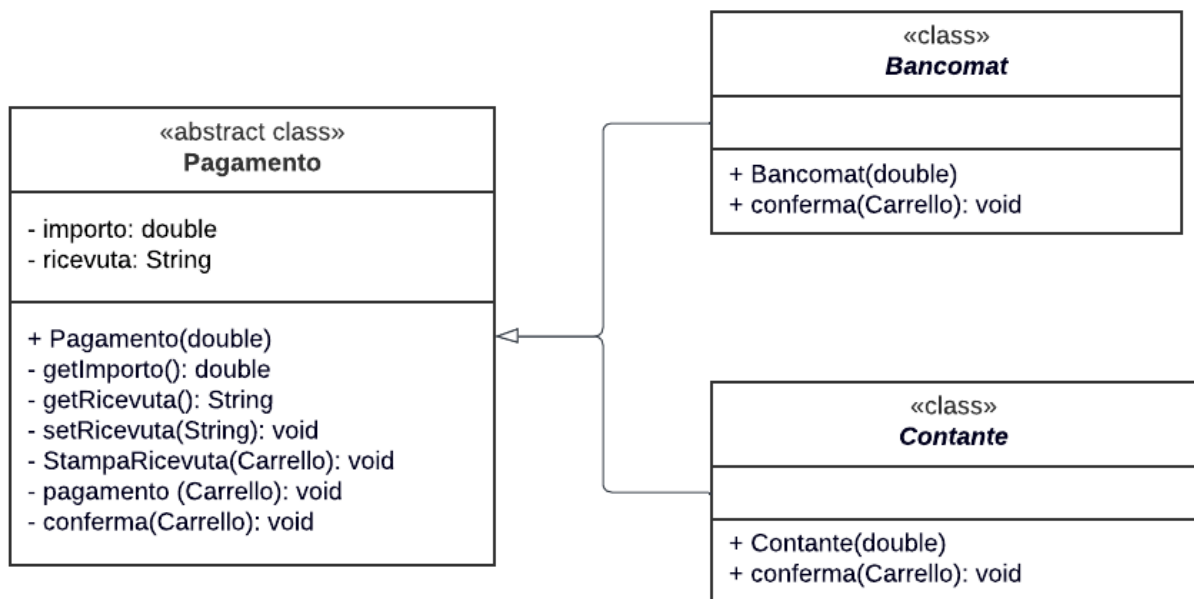 «abstract class»
Pagamento
- importo: double
- ricevuta: String
+ Pagamento(double)
- getImporto(): double
- getRicevuta(): String
- setRicevuta(String): void
- StampaRicevuta(Carrello): void
- pagamento (Carrello): void
- conferma(Carrello): void
«class»
Bancomat
+ Bancomat(double)
+ conferma(Carrello): void
«class»
Contante
+ Contante(double)
+ conferma(Carrello): void